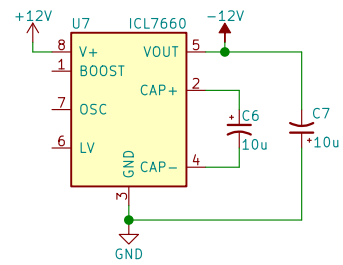 +12V
U7 ICL7660 -12V
8 V+ VOUT 5
1 BOOST
CAP+ 2
7 OSC
+ C6 C7
6 LV 10u + 10u
GND CAP- 4
3
GND